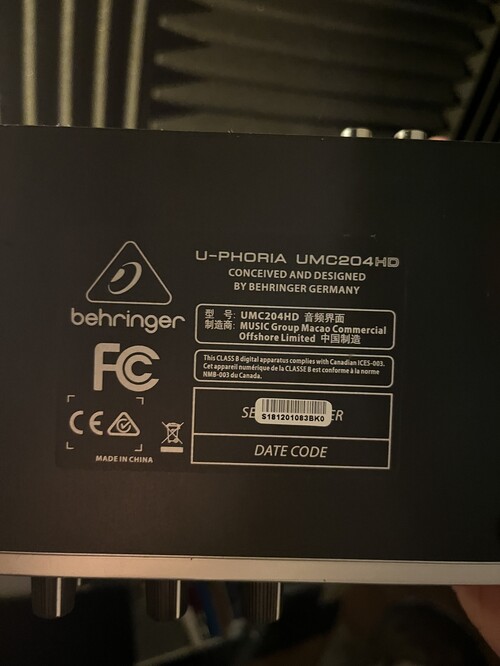 U-PHORIA UMC204HD
CONCEIVED AND DESIGNED
BY BEHRINGER GERMANY
behringer
型 号: UMC204HD 音频界面
制造商: MUSIC Group Macao Commercial
Offshore Limited 中国制造
FC
This CLASS B digital apparatus complies with Canadian ICES-003.
Cet appareil numérique de la CLASSE B est conforme à la norme
NMB-003 du Canada.
CE
SE ER
S181201083BK0
DATE CODE
MADE IN CHINA